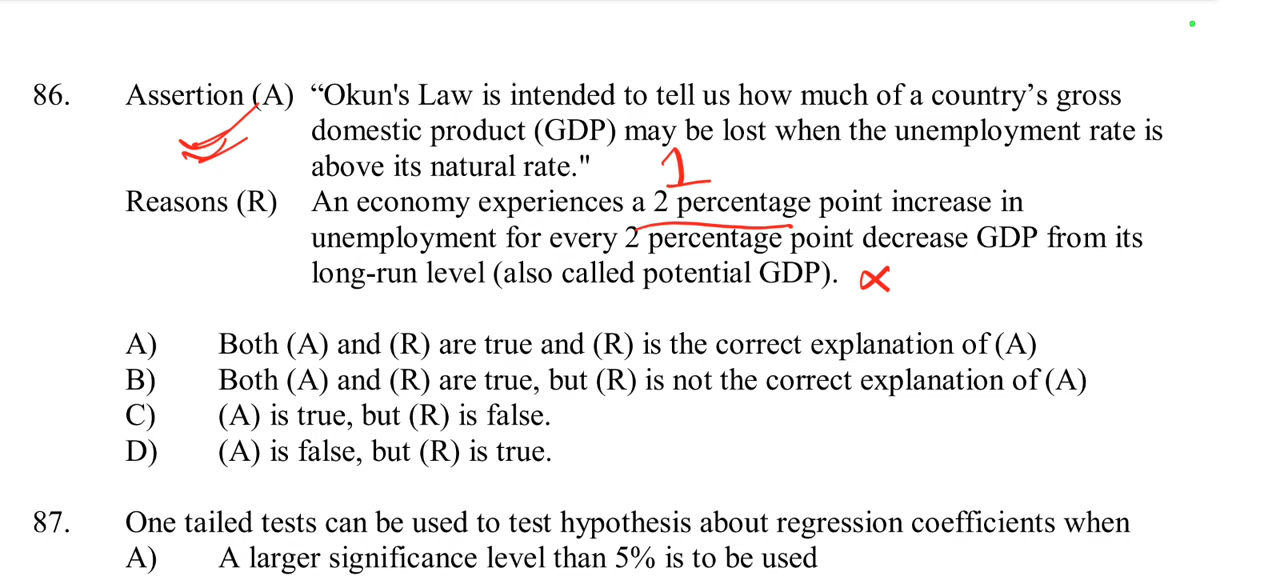 86. Assertion (A) “Okun's Law is intended to tell us how much of a country’s gross
domestic product (GDP) may be lost when the unemployment rate is
above its natural rate."
1
Reasons (R) An economy experiences a 2 percentage point increase in
unemployment for every 2 percentage point decrease GDP from its
long-run level (also called potential GDP).
A) Both (A) and (R) are true and (R) is the correct explanation of (A)
B) Both (A) and (R) are true, but (R) is not the correct explanation of (A)
C) (A) is true, but (R) is false.
D) (A) is false, but (R) is true.
87. One tailed tests can be used to test hypothesis about regression coefficients when
A) A larger significance level than 5% is to be used